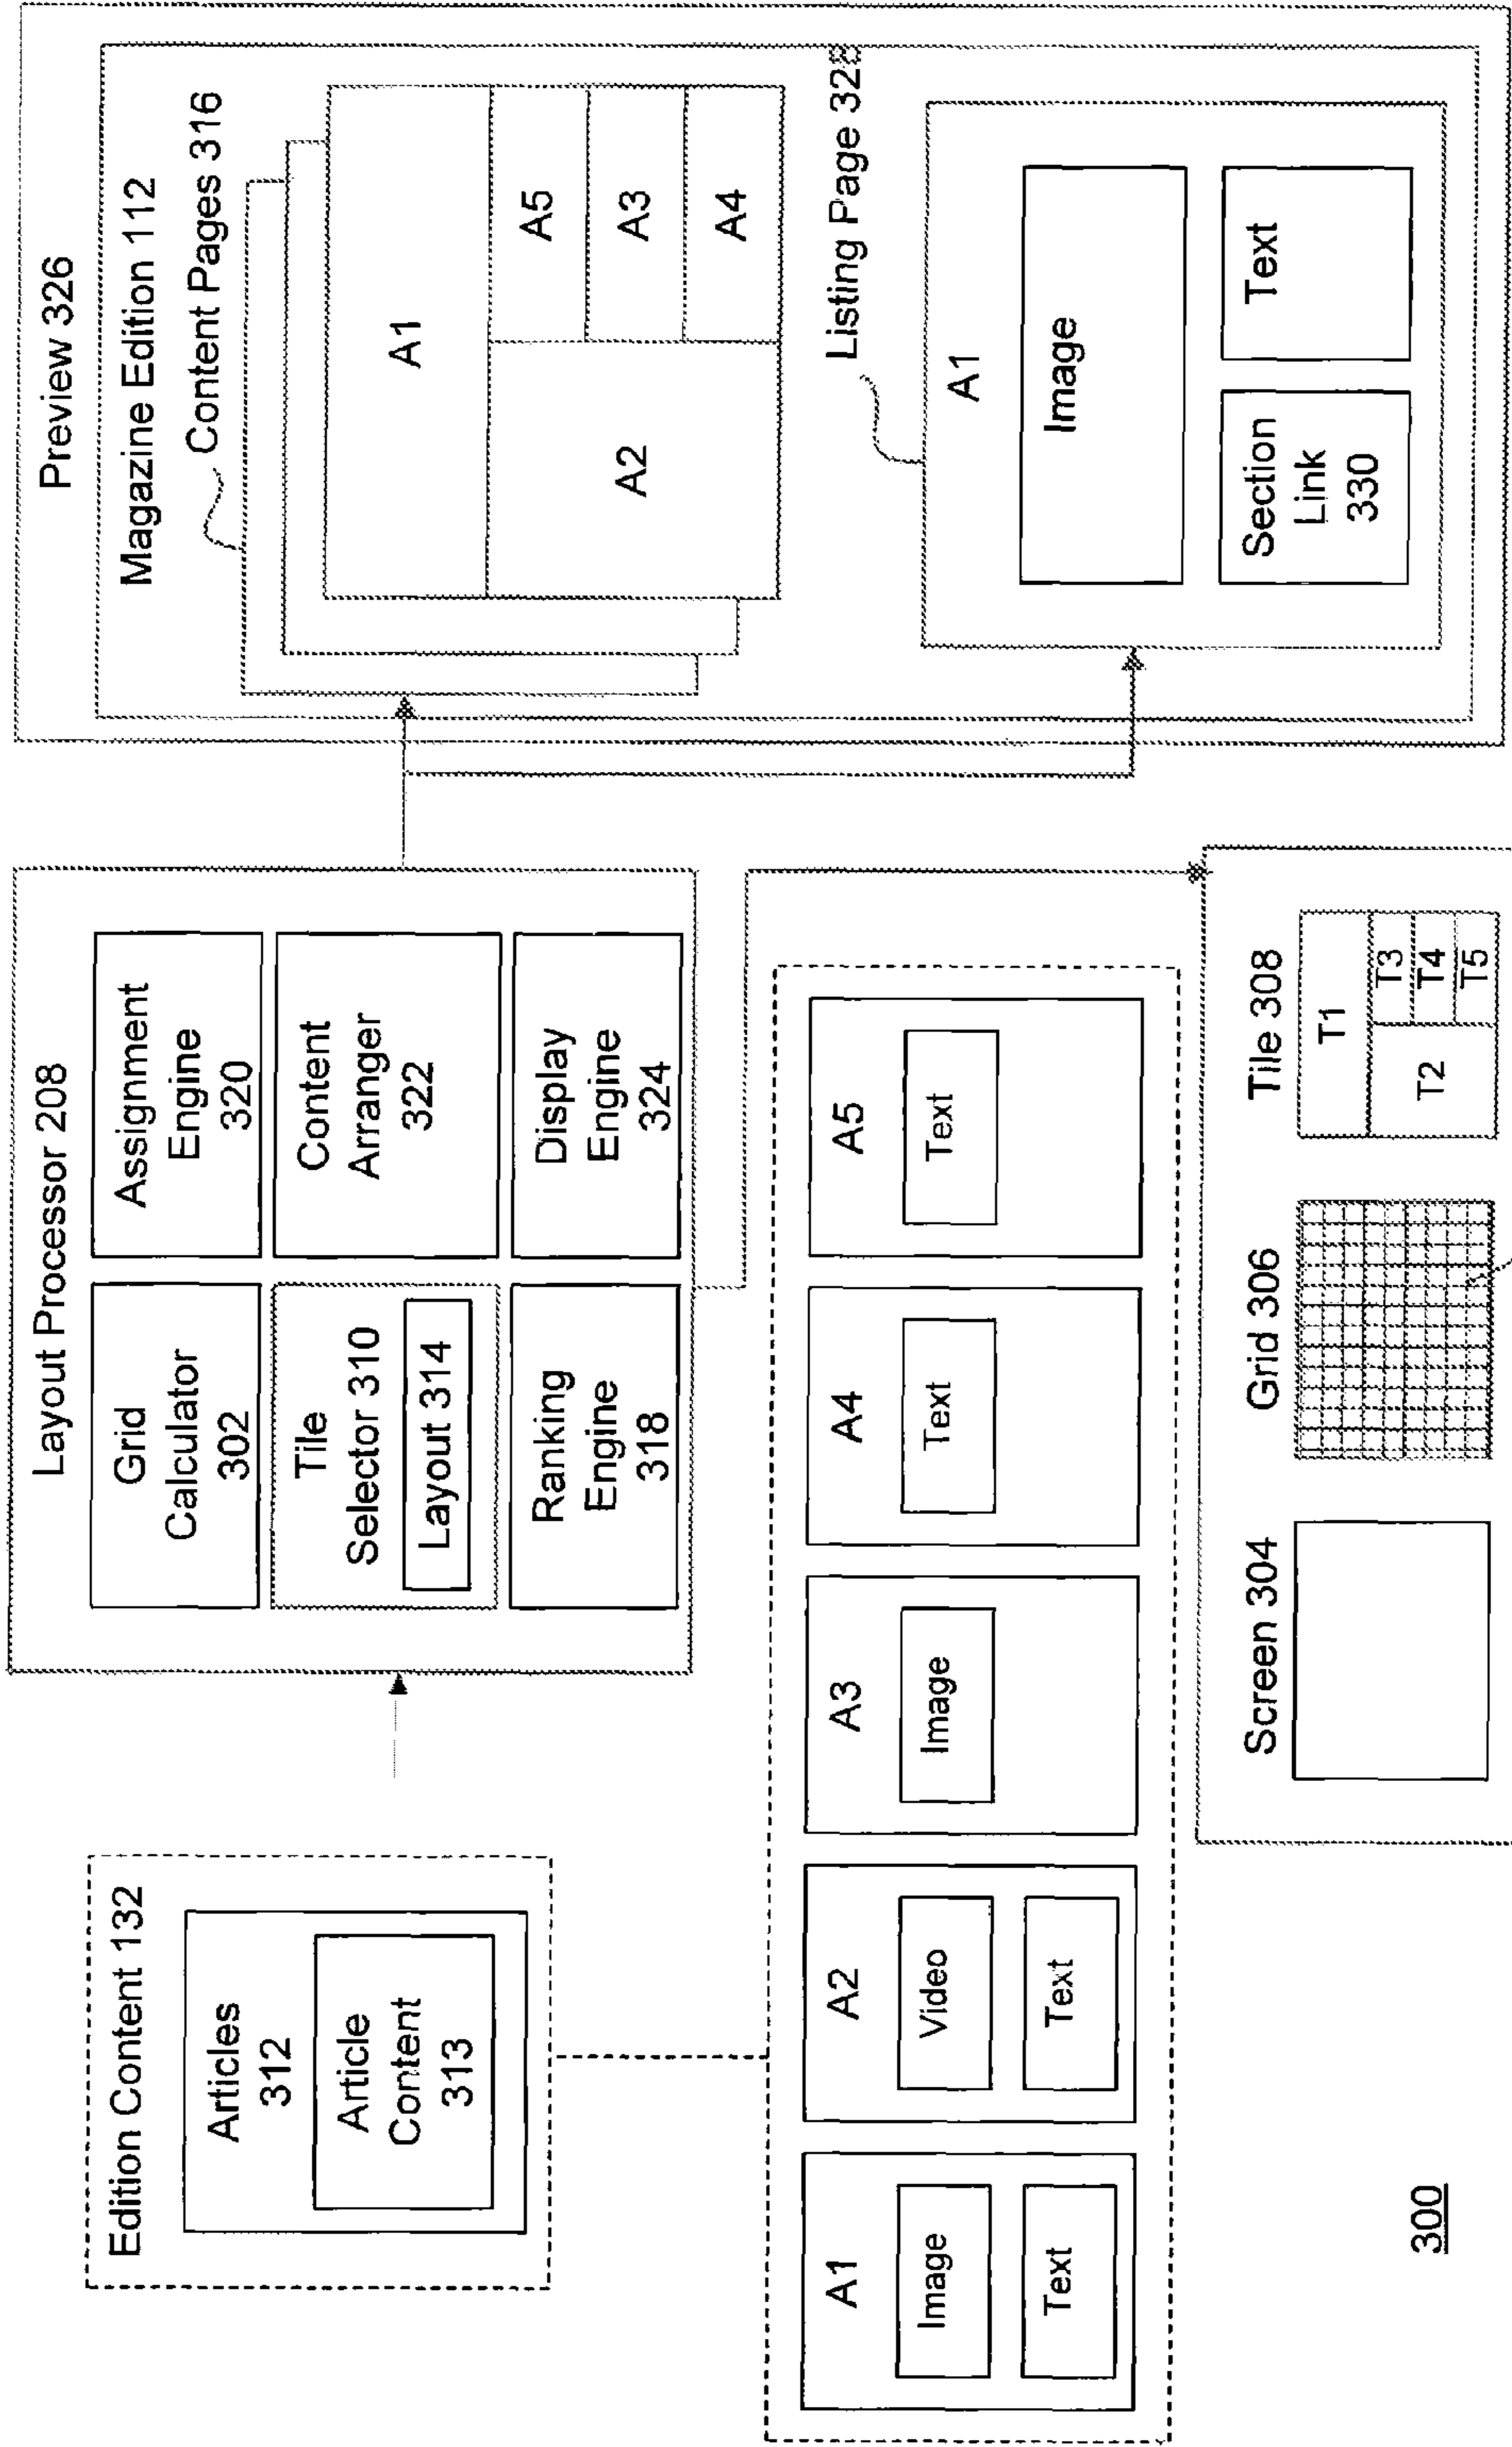 Edition Content 132
Articles
312
Article
Content
313
Layout Processor 208
Grid
Calculator
302
Assignment
Engine
320
Tile
Selector 310
Layout 314
Content
Arranger
322
Ranking
Engine
318
Display
Engine
324
Preview 326
Magazine Edition 112
Content Pages 316
A1
A2
A5
A3
A4
Listing Page 328
A1
Image
Section
Link
330
Text
A1
Image
Text
A2
Video
Text
A3
Image
A4
Text
A5
Text
Screen 304
Grid 306
Tile 308
T1
T2
T3
T4
T5
300